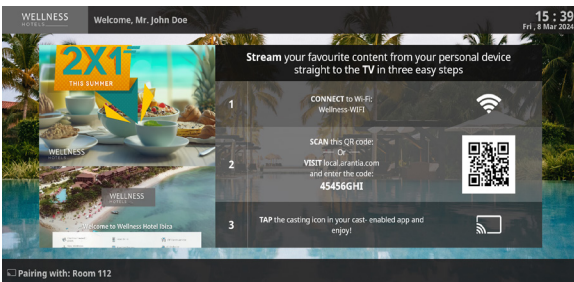 WELLNESS
HOTELS
Welcome, Mr. John Doe
15 : 39
Fri , 8 Mar 2024
2X1
THIS SUMMER
WELLNESS
HOTELS
WELLNESS
HOTELS
Welcome to Wellness Hotel Ibira
Stream your favourite content from your personal device
straight to the TV in three easy steps
1
CONNECT to Wi-Fi:
Wellness-WIFI
2
SCAN this QR code:
Or
VISIT local.arantia.com
and enter the code:
45456GHI
3
TAP the casting icon in your cast- enabled app and
enjoy!
Pairing with: Room 112